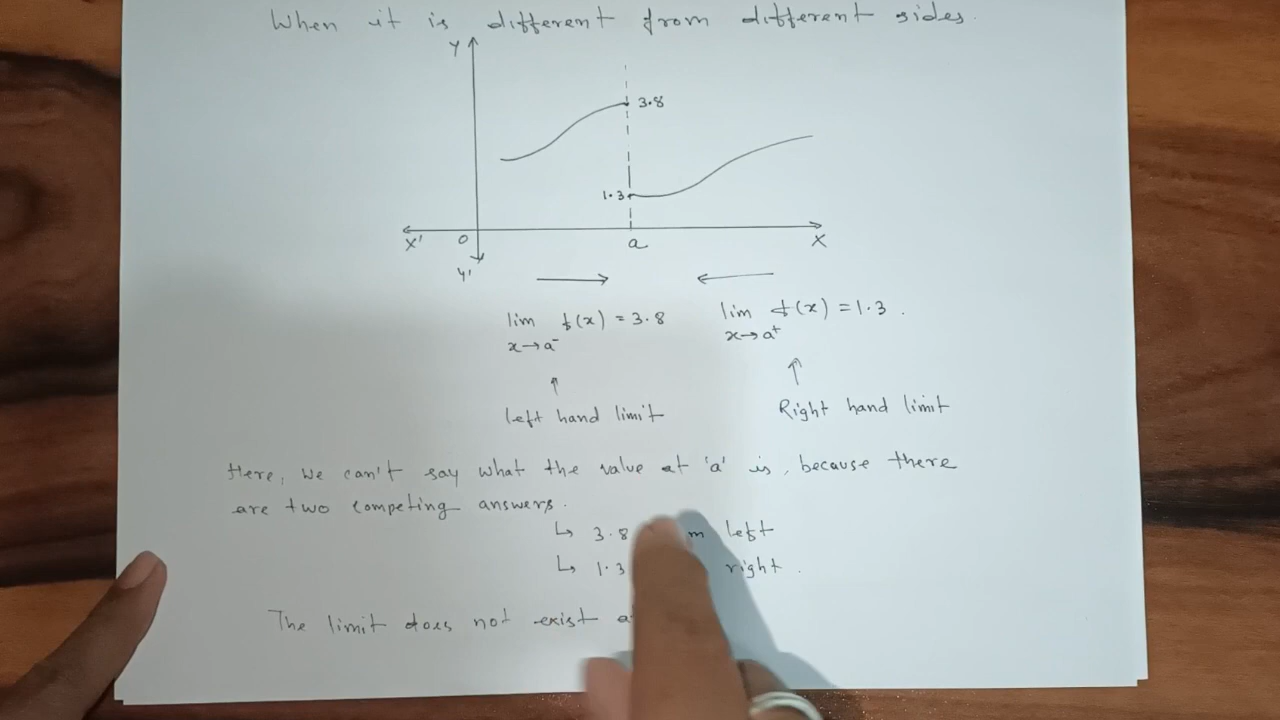 When it is different from different sides.
Y
3.8
1.3
X' O a X
Y'
lim f(x) = 3.8
x→a⁻
lim f(x) = 1.3 .
x→a⁺
↑
left hand limit
↑
Right hand limit
Here, we can't say what the value at 'a' is, because there
are two competing answers.
↳ 3.8 left
↳ 1.3 right .
The limit does not exist